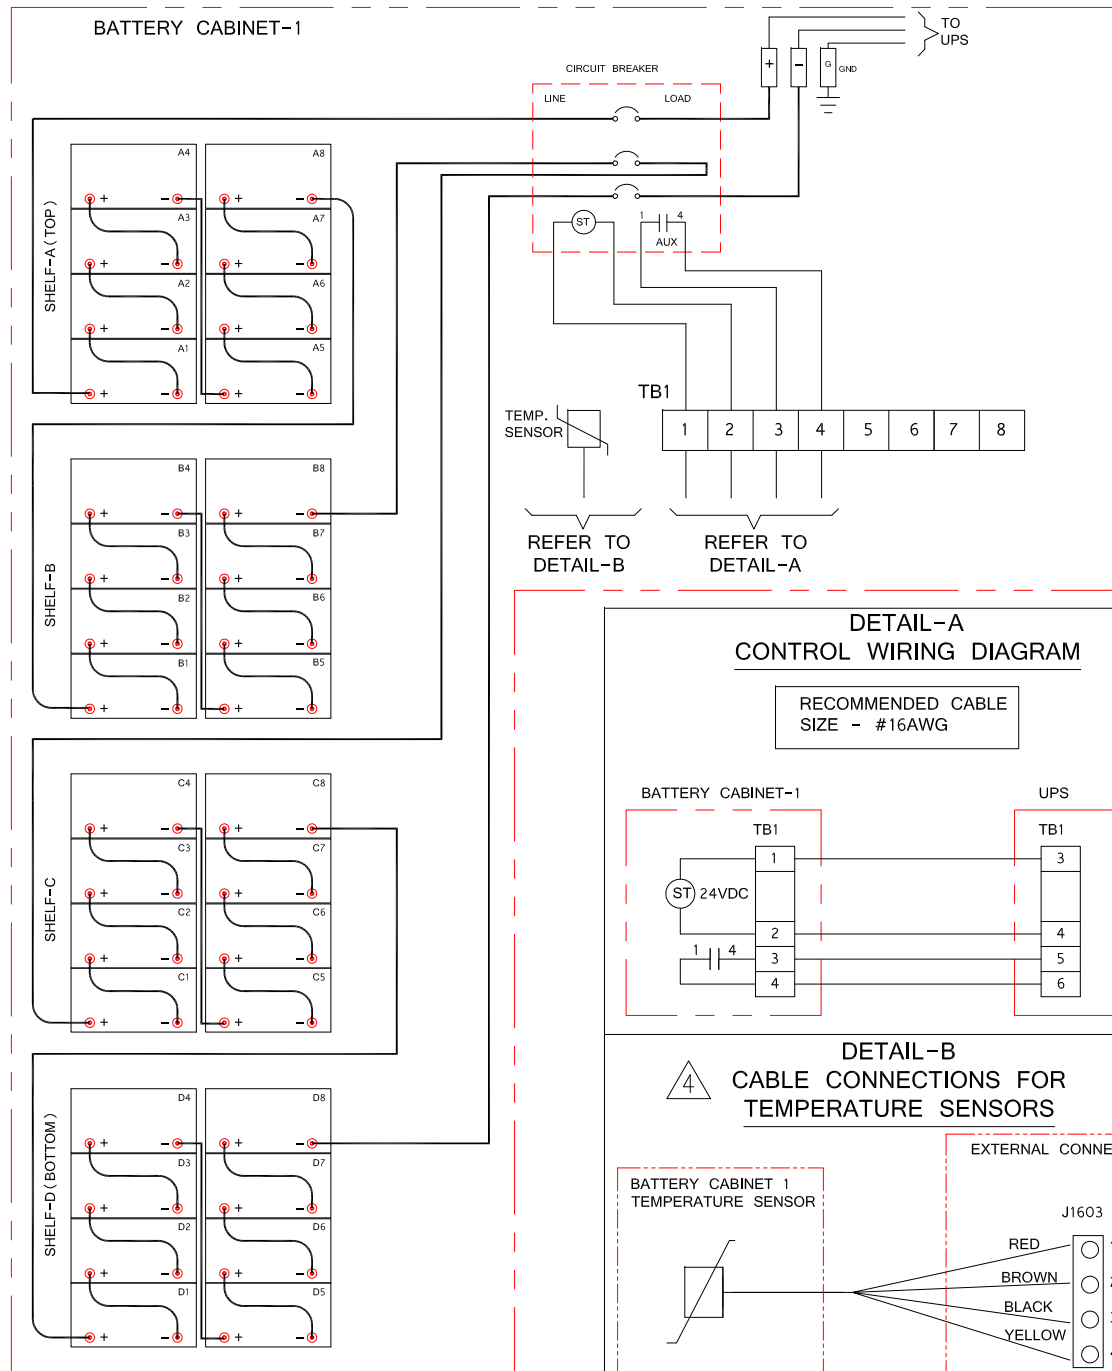 BATTERY CABINET-1
TO
UPS
+
-
G
GND
CIRCUIT BREAKER
LINE
LOAD
ST
1
4
AUX
SHELF-A(TOP)
A4
A8
+ -
+ -
A3
A7
+ -
+ -
A2
A6
+ -
+ -
A1
A5
+ -
+ -
TEMP.
SENSOR
TB1
1 2 3 4 5 6 7 8
REFER TO
DETAIL-B
REFER TO
DETAIL-A
SHELF-B
B4
B8
+ -
+ -
B3
B7
+ -
+ -
B2
B6
+ -
+ -
B1
B5
+ -
+ -
SHELF-C
C4
C8
+ -
+ -
C3
C7
+ -
+ -
C2
C6
+ -
+ -
C1
C5
+ -
+ -
SHELF-D(BOTTOM)
D4
D8
+ -
+ -
D3
D7
+ -
+ -
D2
D6
+ -
+ -
D1
D5
+ -
+ -
DETAIL-A
CONTROL WIRING DIAGRAM
RECOMMENDED CABLE
SIZE - #16AWG
BATTERY CABINET-1
UPS
TB1
TB1
1
3
ST 24VDC
2
4
1 4
3
5
4
6
DETAIL-B
4
CABLE CONNECTIONS FOR
TEMPERATURE SENSORS
EXTERNAL CONNE
BATTERY CABINET 1
TEMPERATURE SENSOR
J1603
RED
BROWN
BLACK
YELLOW